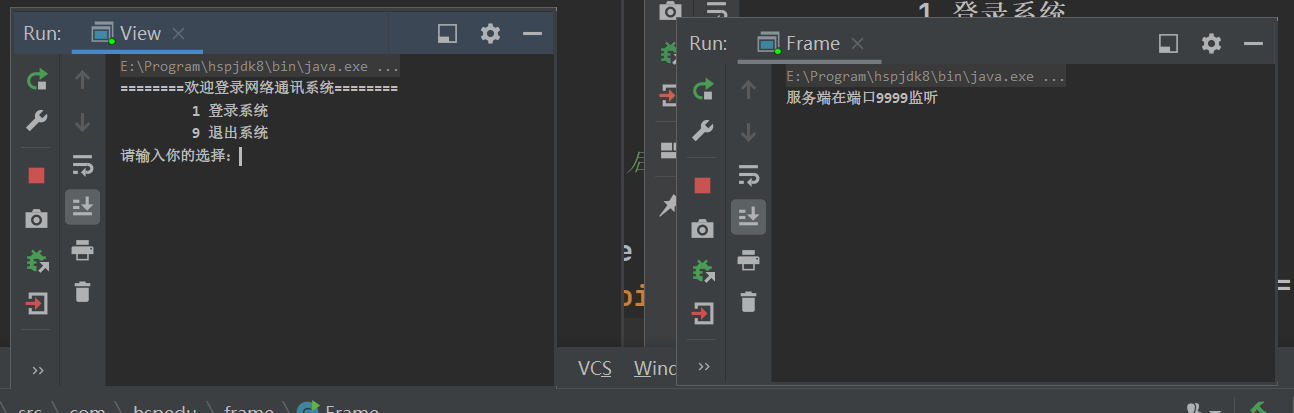 Run: View
E:\Program\hspjdk8\bin\java.exe ...
========欢迎登录网络通讯系统========
1 登录系统
9 退出系统
请输入你的选择：
1 登录系统
Run: Frame
E:\Program\hspjdk8\bin\java.exe ...
服务端在端口9999监听
VCS Wind
src com hspedu frame Frame